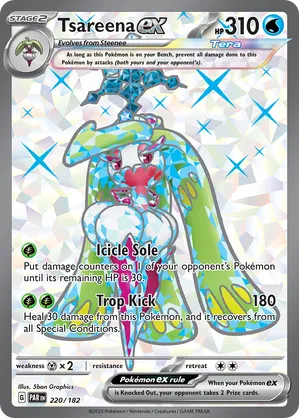 STAGE 2 Tsareena ex HP 310
Evolves from Steenee Tera
As long as this Pokémon is on your Bench, prevent all damage done to this
Pokémon by attacks (both yours and your opponent's).
Icicle Sole
Put damage counters on 1 of your opponent's Pokémon
until its remaining HP is 30.
Trop Kick 180
Heal 30 damage from this Pokémon, and it recovers from
all Special Conditions.
weakness ×2 resistance retreat
Pokémon ex rule
When your Pokémon ex
is Knocked Out, your opponent takes 2 Prize cards.
Illus. 5ban Graphics
G PAR EN 220/182
©2023 Pokémon / Nintendo / Creatures / GAME FREAK